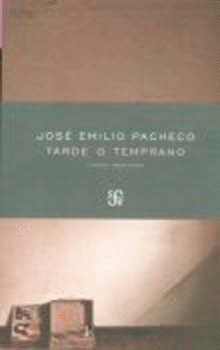 JOSÉ EMILIO PACHECO
TARDE O TEMPRANO